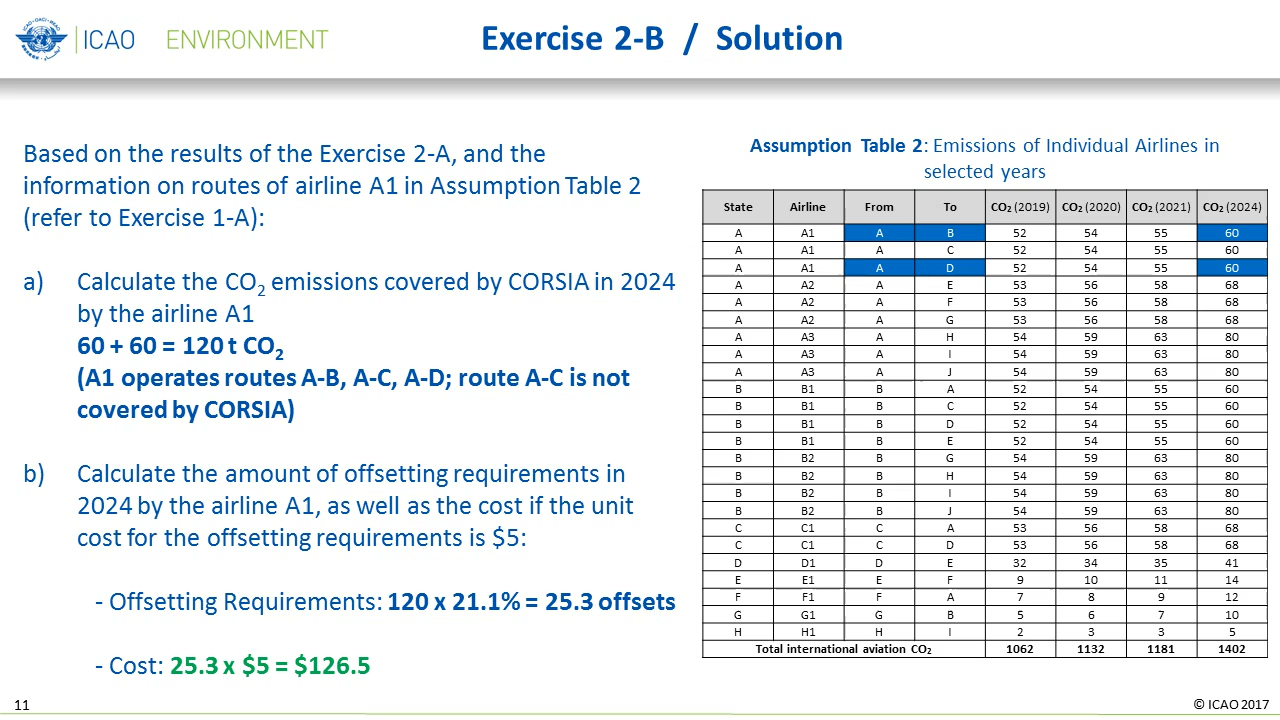 ICAO ENVIRONMENT
Exercise 2-B / Solution
Based on the results of the Exercise 2-A, and the
information on routes of airline A1 in Assumption Table 2
(refer to Exercise 1-A):
a) Calculate the CO2 emissions covered by CORSIA in 2024
by the airline A1
60 + 60 = 120 t CO2
(A1 operates routes A-B, A-C, A-D; route A-C is not
covered by CORSIA)
b) Calculate the amount of offsetting requirements in
2024 by the airline A1, as well as the cost if the unit
cost for the offsetting requirements is $5:
- Offsetting Requirements: 120 x 21.1% = 25.3 offsets
- Cost: 25.3 x $5 = $126.5
Assumption Table 2: Emissions of Individual Airlines in
selected years
State Airline From To CO2 (2019) CO2 (2020) CO2 (2021) CO2 (2024)
A A1 A B 52 54 55 60
A A1 A C 52 54 55 60
A A1 A D 52 54 55 60
A A2 A E 53 56 58 68
A A2 A F 53 56 58 68
A A2 A G 53 56 58 68
A A3 A H 54 59 63 80
A A3 A I 54 59 63 80
A A3 A J 54 59 63 80
B B1 B A 52 54 55 60
B B1 B C 52 54 55 60
B B1 B D 52 54 55 60
B B1 B E 52 54 55 60
B B2 B G 54 59 63 80
B B2 B H 54 59 63 80
B B2 B I 54 59 63 80
B B2 B J 54 59 63 80
C C1 C A 53 56 58 68
C C1 C D 53 56 58 68
D D1 D E 32 34 35 41
E E1 E F 9 10 11 14
F F1 F A 7 8 9 12
G G1 G B 5 6 7 10
H H1 H I 2 3 3 5
Total international aviation CO2 1062 1132 1181 1402
11
© ICAO 2017